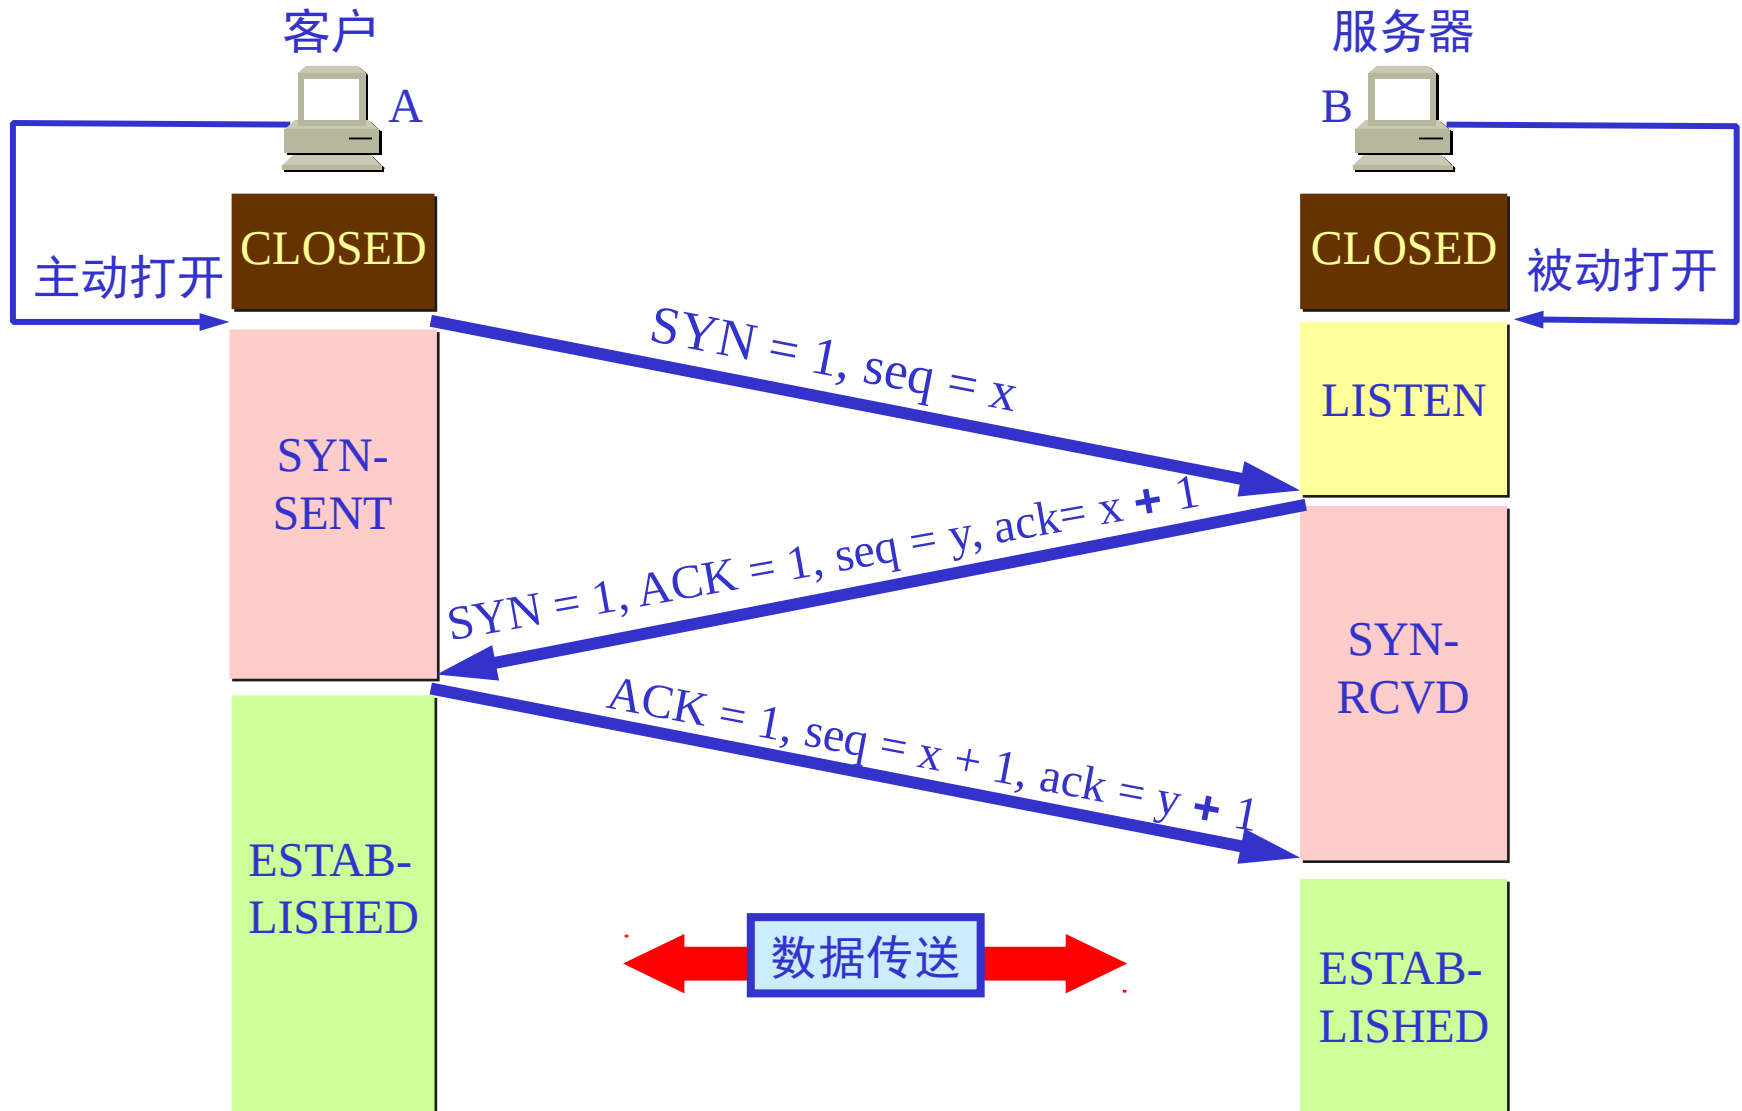 客户
服务器
A
B
CLOSED
CLOSED
主动打开
被动打开
SYN = 1, seq = x
LISTEN
SYN-
SENT
SYN = 1, ACK = 1, seq = y, ack= x + 1
SYN-
RCVD
ACK = 1, seq = x + 1, ack = y + 1
ESTAB-
LISHED
数据传送
ESTAB-
LISHED